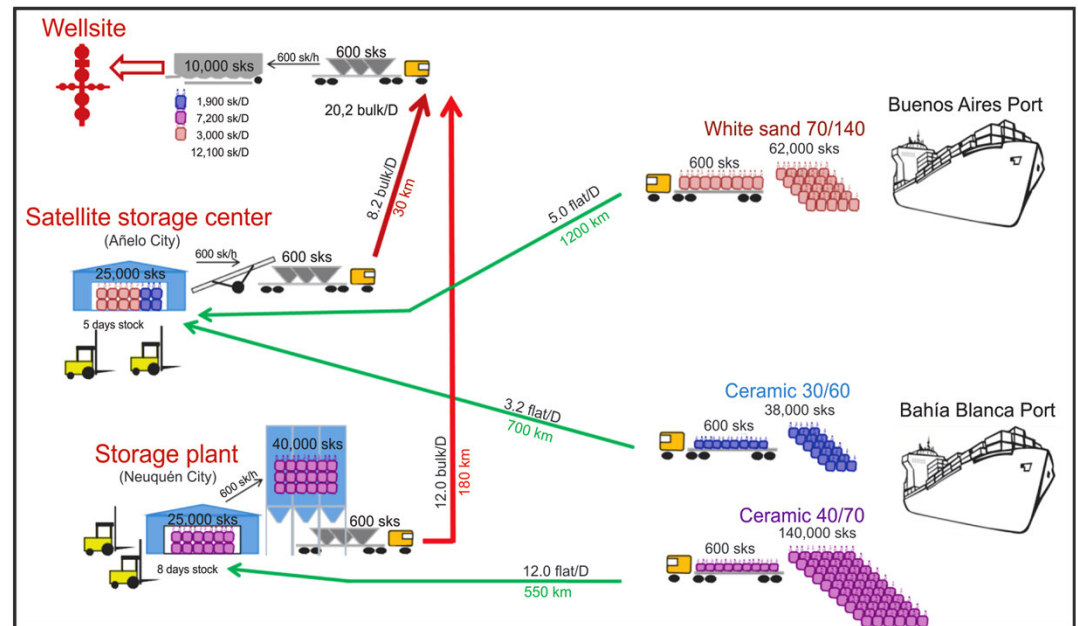 Wellsite
10,000 sks
600 sk/h
600 sks
1,900 sk/D
7,200 sk/D
3,000 sk/D
12,100 sk/D
20,2 bulk/D
8.2 bulk/D
30 km
Satellite storage center
(Añelo City)
25,000 sks
600 sk/h
600 sks
5 days stock
Storage plant
(Neuquén City)
600 sk/h
40,000 sks
25,000 sks
600 sks
8 days stock
12.0 bulk/D
180 km
Buenos Aires Port
White sand 70/140
62,000 sks
600 sks
5.0 flat/D
1200 km
Ceramic 30/60
38,000 sks
600 sks
3.2 flat/D
700 km
Bahía Blanca Port
Ceramic 40/70
140,000 sks
600 sks
12.0 flat/D
550 km